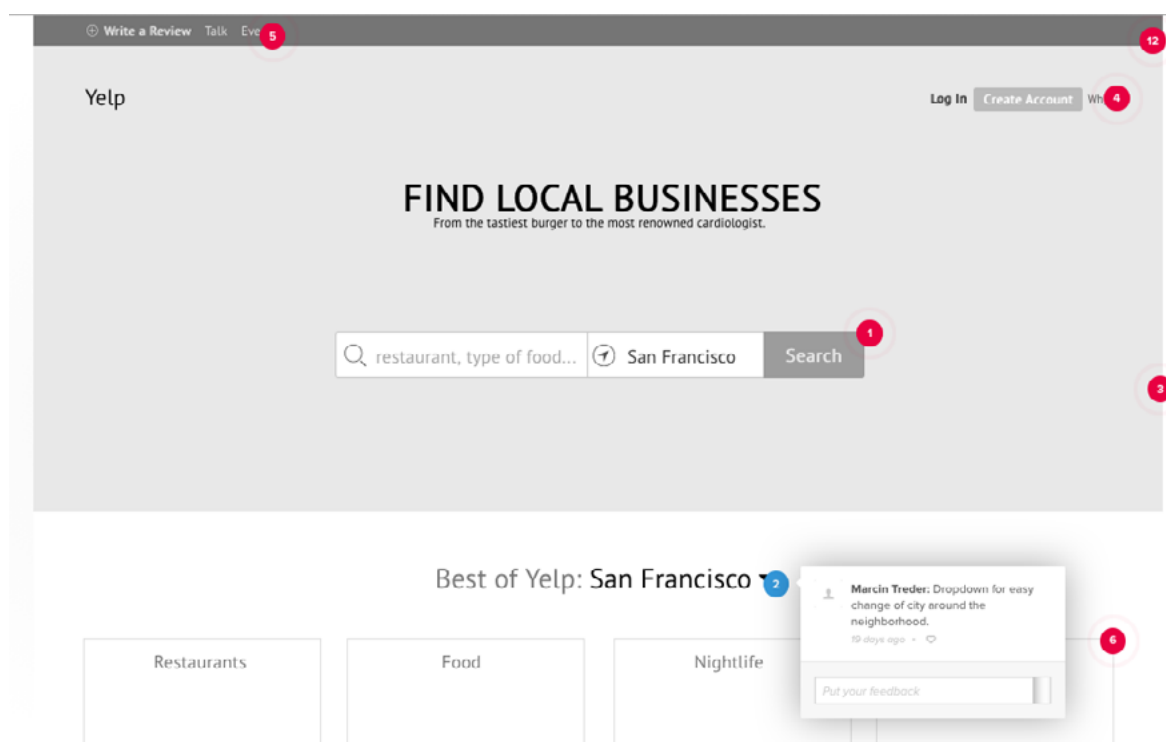 Write a Review Talk
5
12
Yelp
Log In Create Account
4
FIND LOCAL BUSINESSES
From the tastiest burger to the most renowned cardiologist.
1
restaurant, type of food... San Francisco Search
3
Best of Yelp: San Francisco
2
Marcin Treder: Dropdown for easy
change of city around the
neighborhood.
19 days ago •
Put your feedback
6
Restaurants Food Nightlife